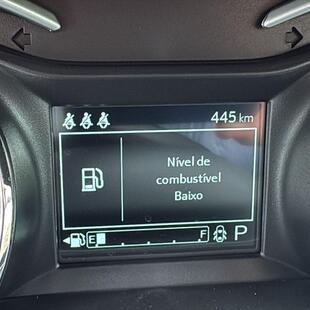 445 km
Nível de
combustível
Baixo
E F P